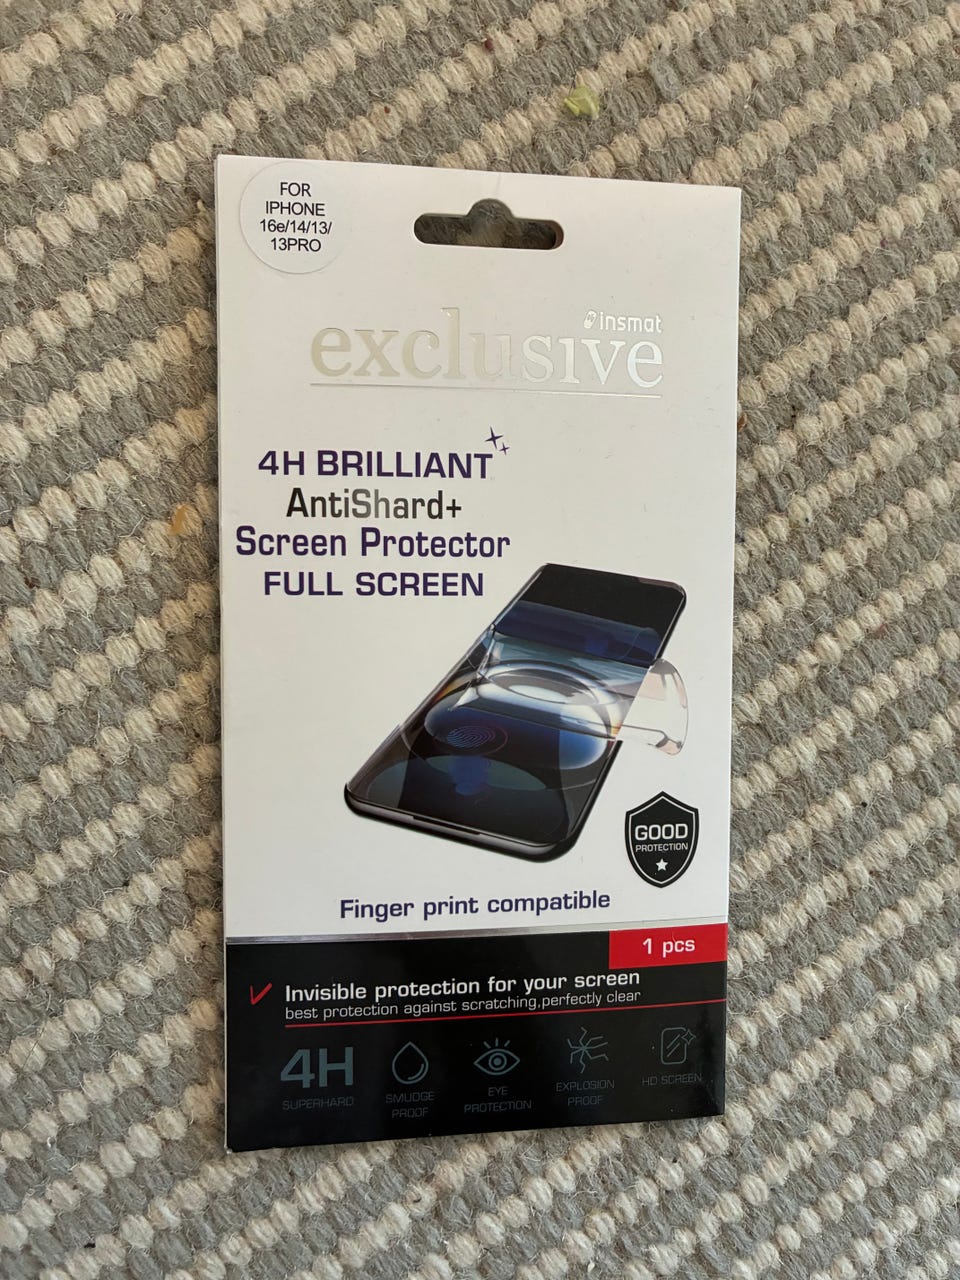 FOR
IPHONE
16e/14/13/
13PRO
insmat
exclusive
4H BRILLIANT
AntiShard+
Screen Protector
FULL SCREEN
GOOD
PROTECTION
Finger print compatible
1 pcs
Invisible protection for your screen
best protection against scratching,perfectly clear
4H
SUPERHARD
SMUDGE
PROOF
EYE
PROTECTION
EXPLOSION
PROOF
HD SCREEN